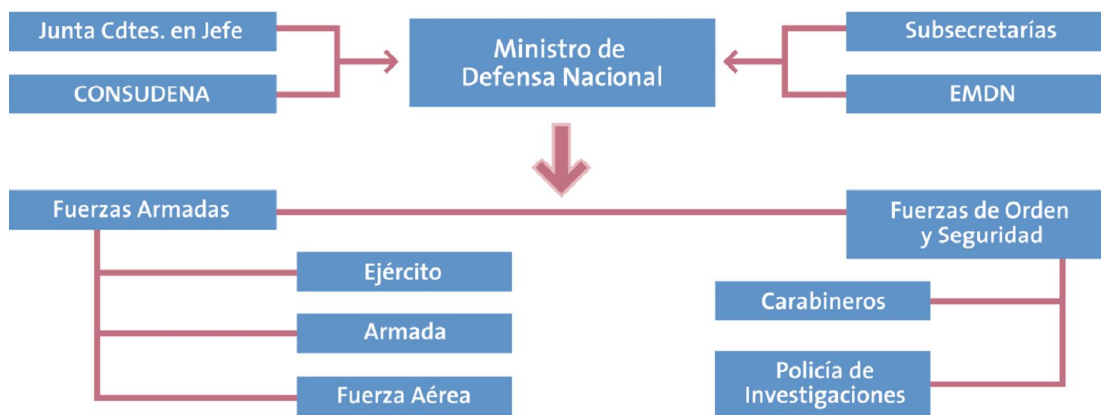 Junta Cdtes. en Jefe
CONSUDENA
Ministro de
Defensa Nacional
Subsecretarías
EMDN
Fuerzas Armadas
Ejército
Armada
Fuerza Aérea
Fuerzas de Orden
y Seguridad
Carabineros
Policía de
Investigaciones